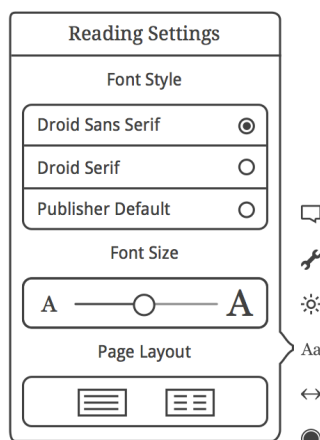 Reading Settings
Font Style
Droid Sans Serif
Droid Serif
Publisher Default
Font Size
A A
Page Layout
Aa